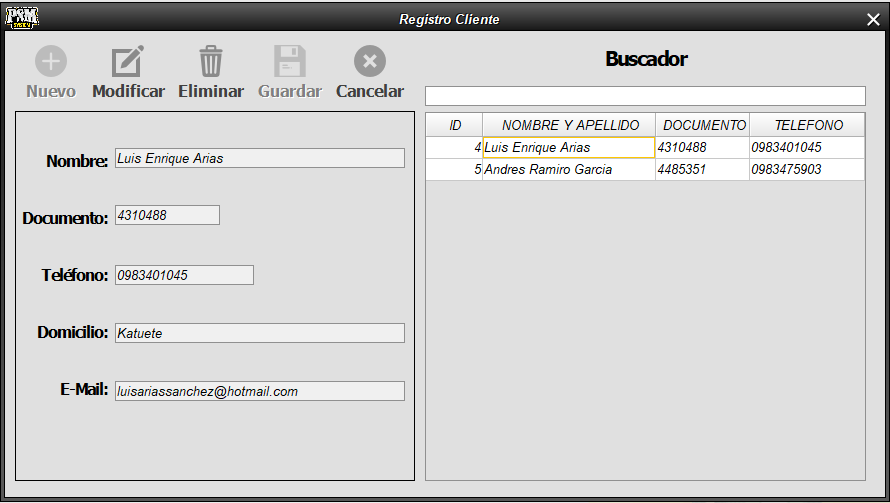 PSM
SYSTEM
Registro Cliente
Nuevo Modificar Eliminar Guardar Cancelar
Nombre: Luis Enrique Arias
Documento: 4310488
Teléfono: 0983401045
Domicilio: Katuete
E-Mail: luisariassanchez@hotmail.com
Buscador
ID NOMBRE Y APELLIDO DOCUMENTO TELEFONO
4 Luis Enrique Arias 4310488 0983401045
5 Andres Ramiro Garcia 4485351 0983475903